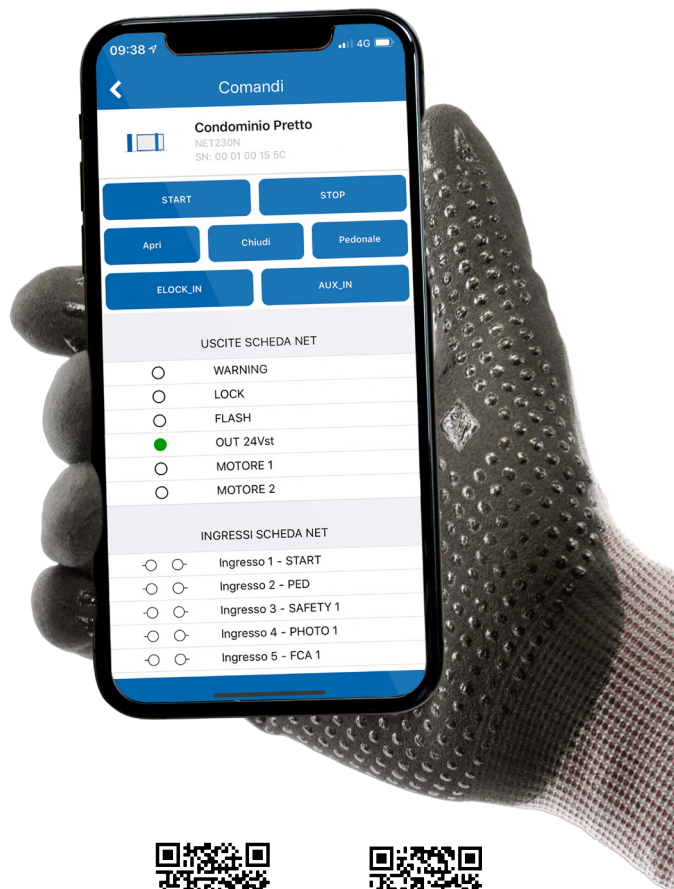 09:38
4G
Comandi
Condominio Pretto
NET230N
SN: 00 01 00 15 5C
START STOP
Apri Chiudi Pedonale
ELOCK_IN AUX_IN
USCITE SCHEDA NET
WARNING
LOCK
FLASH
OUT 24Vst
MOTORE 1
MOTORE 2
INGRESSI SCHEDA NET
Ingresso 1 - START
Ingresso 2 - PED
Ingresso 3 - SAFETY 1
Ingresso 4 - PHOTO 1
Ingresso 5 - FCA 1